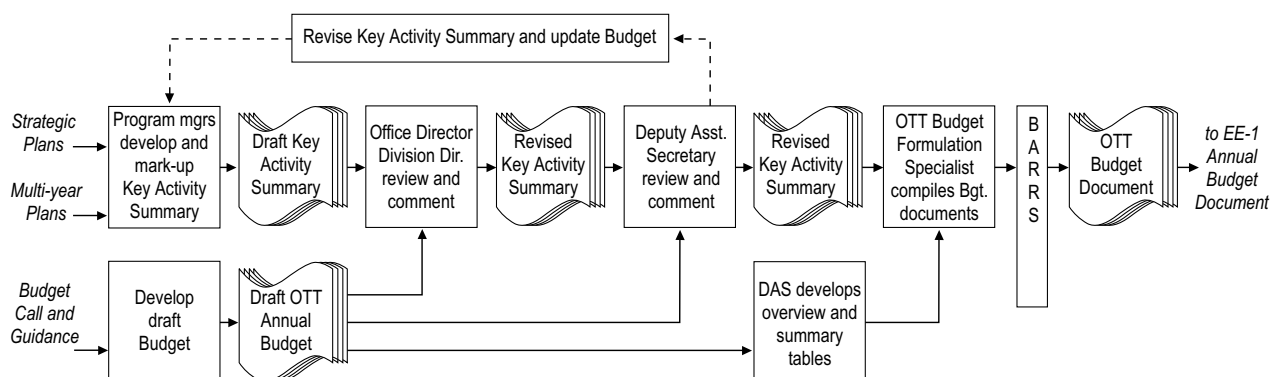 Revise Key Activity Summary and update Budget
Strategic
Plans
Multi-year
Plans
Program mgrs
develop and
mark-up
Key Activity
Summary
Draft Key
Activity
Summary
Office Director
Division Dir.
review and
comment
Revised
Key Activity
Summary
Deputy Asst.
Secretary
review and
comment
Revised
Key Activity
Summary
OTT Budget
Formulation
Specialist
compiles Bgt.
documents
B
A
R
R
S
OTT
Budget
Document
to EE-1
Annual
Budget
Document
Budget
Call and
Guidance
Develop
draft
Budget
Draft OTT
Annual
Budget
DAS develops
overview and
summary
tables